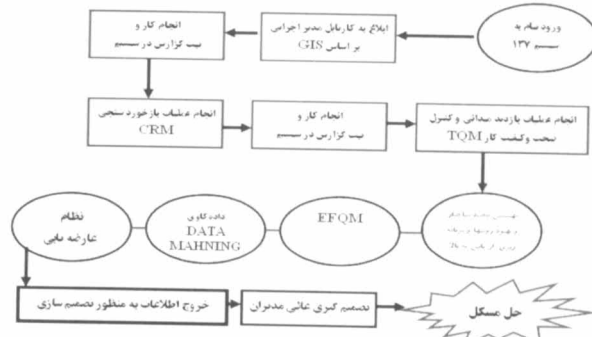 ورود پیام به
سیستم ۱۳۷
ابلاغ به کارتابل مدیر اجرایی
بر اساس GIS
انجام کار و
ثبت گزارش در سیستم
انجام عملیات بازخورد سنجی
CRM
انجام کار و
ثبت گزارش در سیستم
انجام عملیات بازدید میدانی و کنترل
صحت و کیفیت کار TQM
EFQM
داده کاوی
DATA
MAHNING
نظام
عارضه یابی
خروج اطلاعات به منظور تصمیم سازی
تصمیم گیری عالی مدیران
حل مشکل